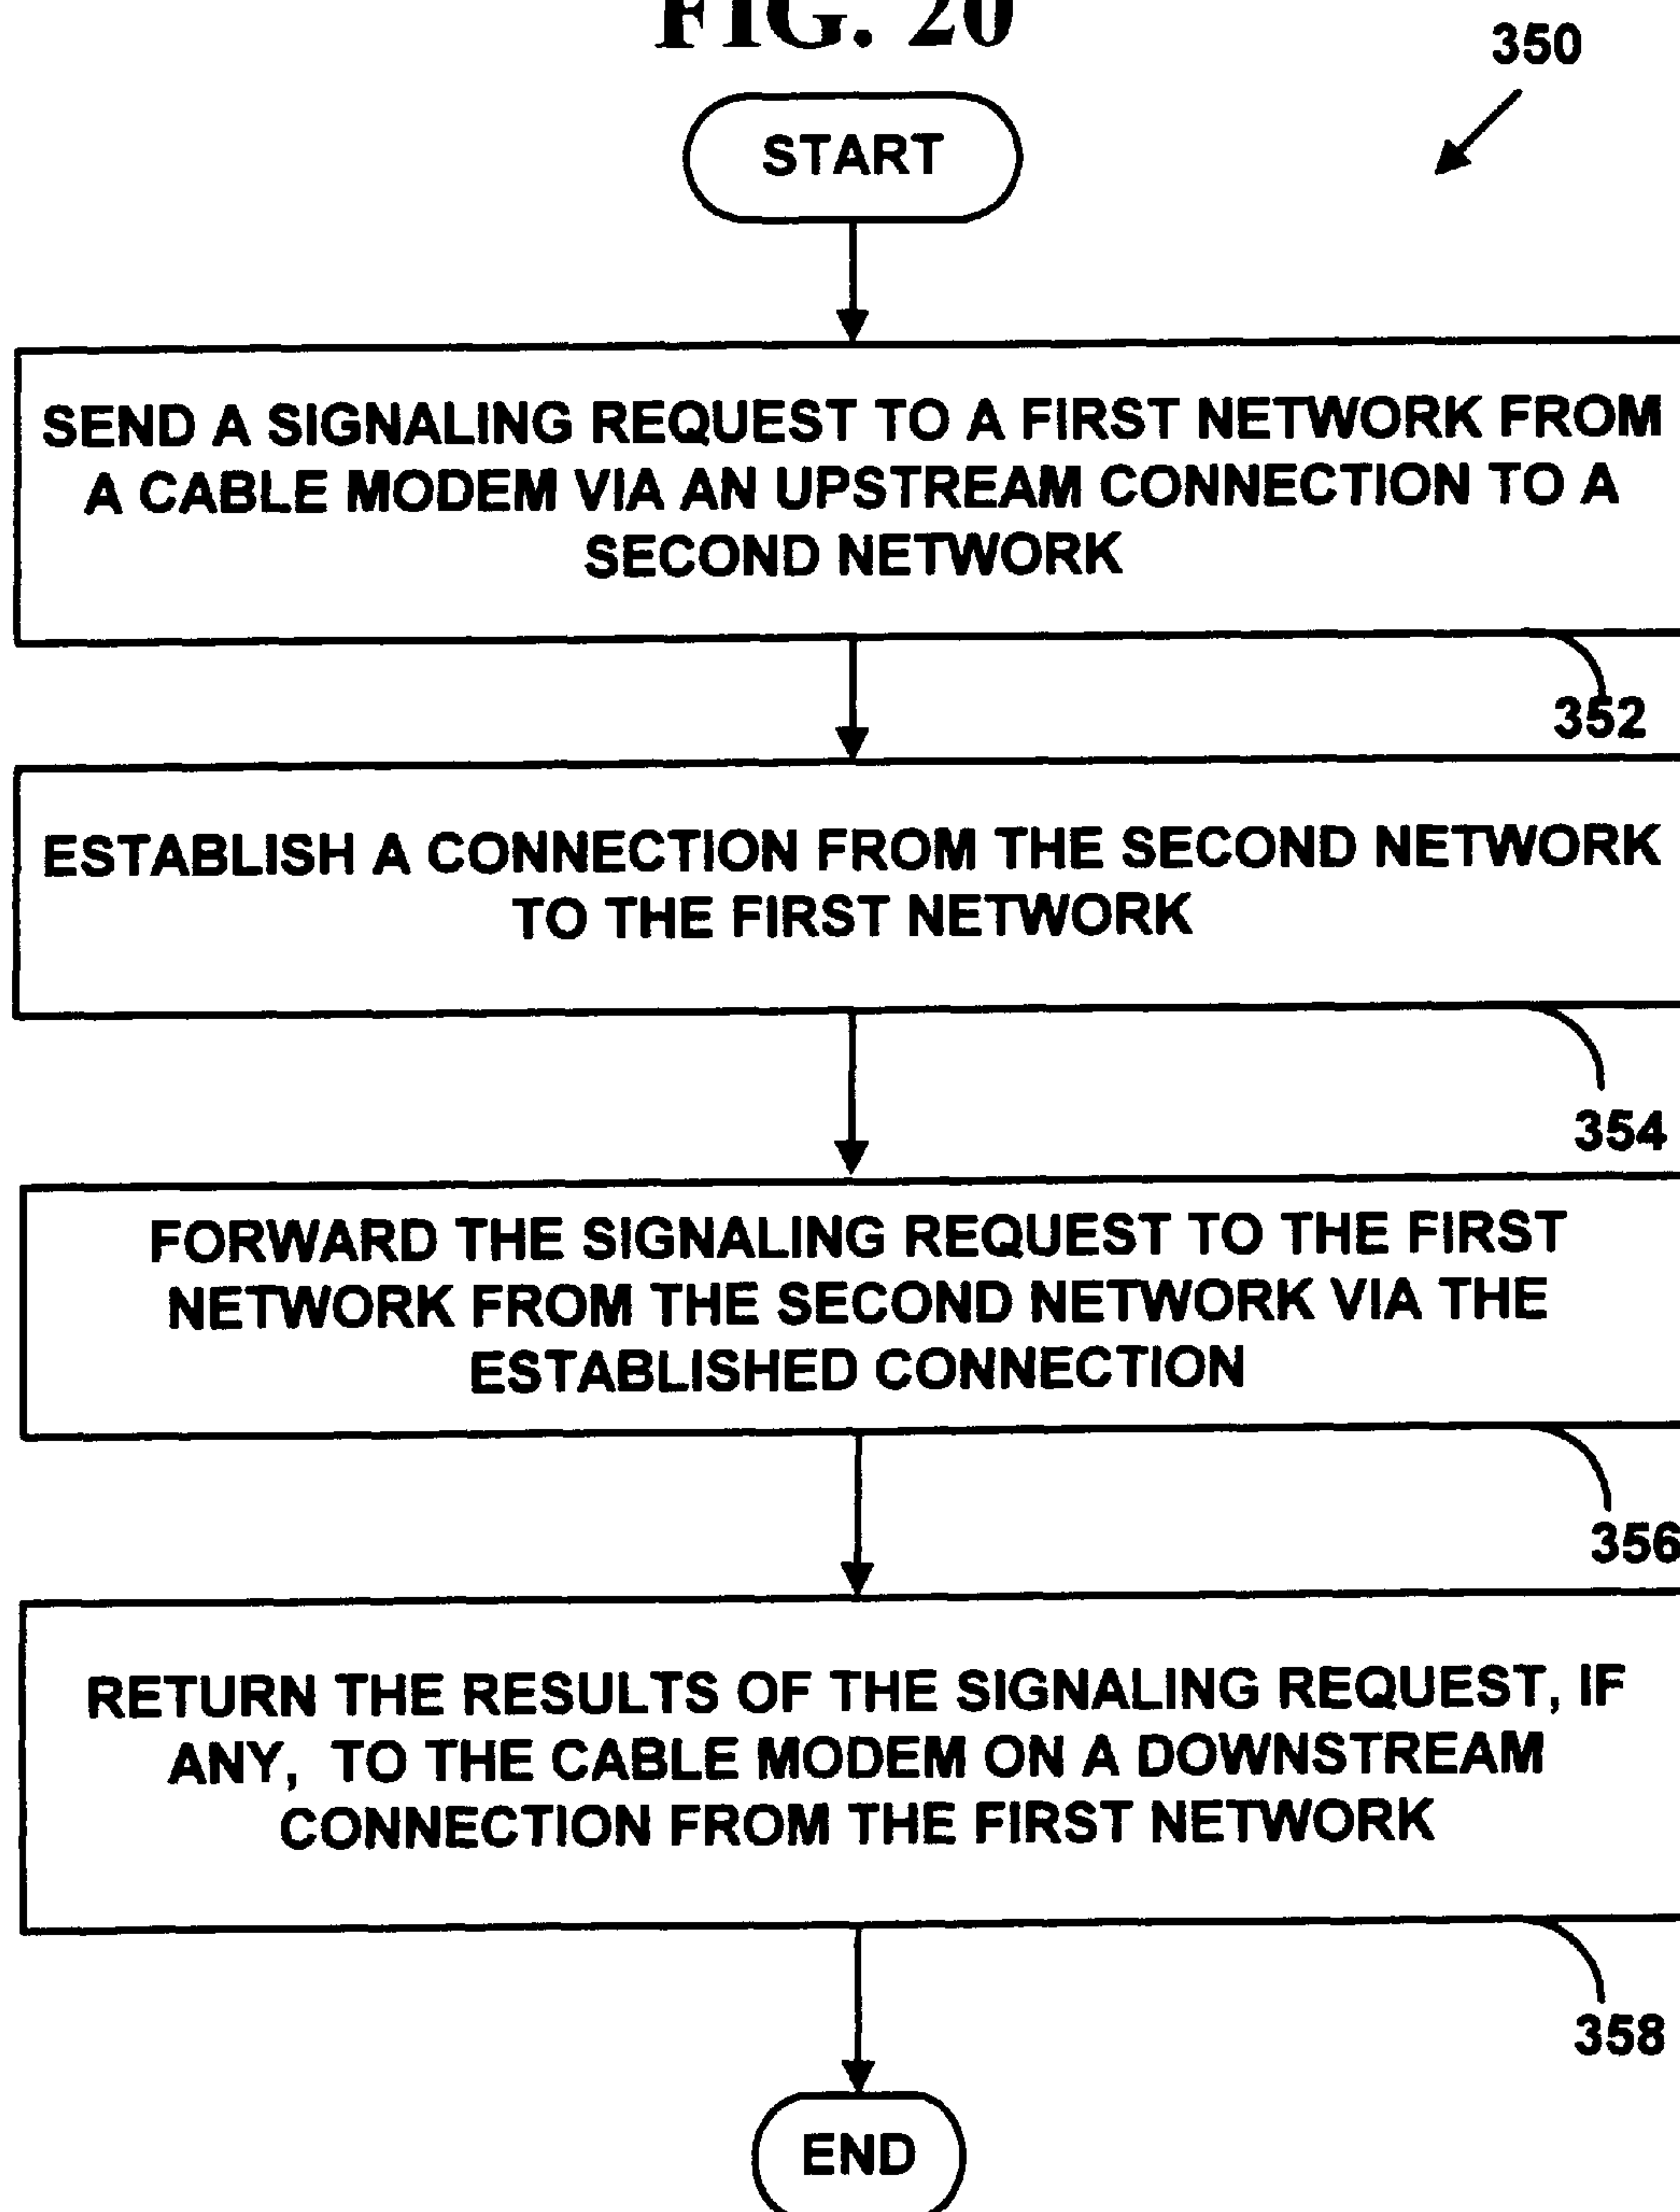 FIG. 20
350
START
SEND A SIGNALING REQUEST TO A FIRST NETWORK FROM
A CABLE MODEM VIA AN UPSTREAM CONNECTION TO A
SECOND NETWORK
352
ESTABLISH A CONNECTION FROM THE SECOND NETWORK
TO THE FIRST NETWORK
354
FORWARD THE SIGNALING REQUEST TO THE FIRST
NETWORK FROM THE SECOND NETWORK VIA THE
ESTABLISHED CONNECTION
356
RETURN THE RESULTS OF THE SIGNALING REQUEST, IF
ANY, TO THE CABLE MODEM ON A DOWNSTREAM
CONNECTION FROM THE FIRST NETWORK
358
END